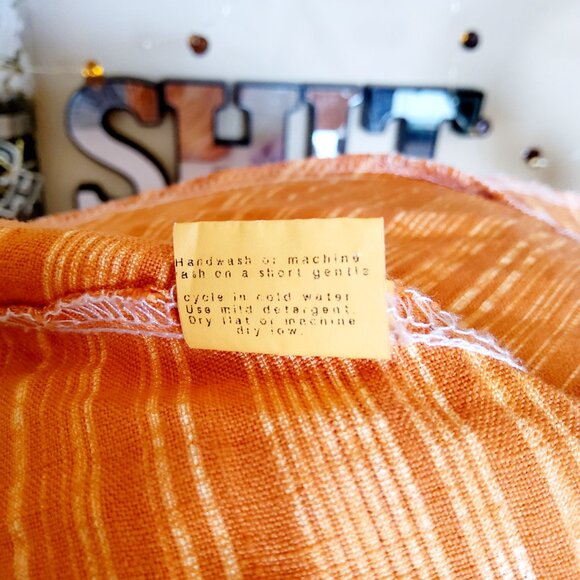 SHIT
Handwash or machine
ash on a short gentle
cycle in cold water
Use mild detergent.
Dry flat or machine
dry low.